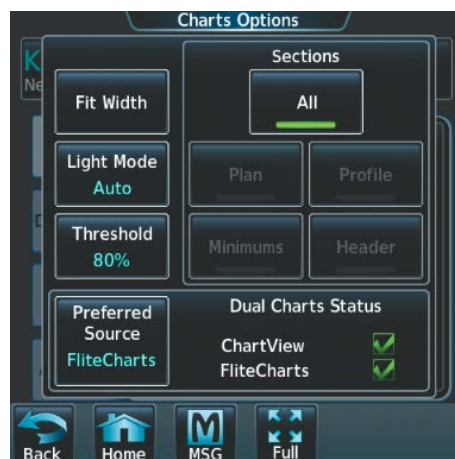 Charts Options
K
Ne
Sections
Fit Width
All
Light Mode
Auto
Plan
Profile
Threshold
80%
Minimums
Header
Preferred
Source
FliteCharts
Dual Charts Status
ChartView
FliteCharts
Back
Home
MSG
Full